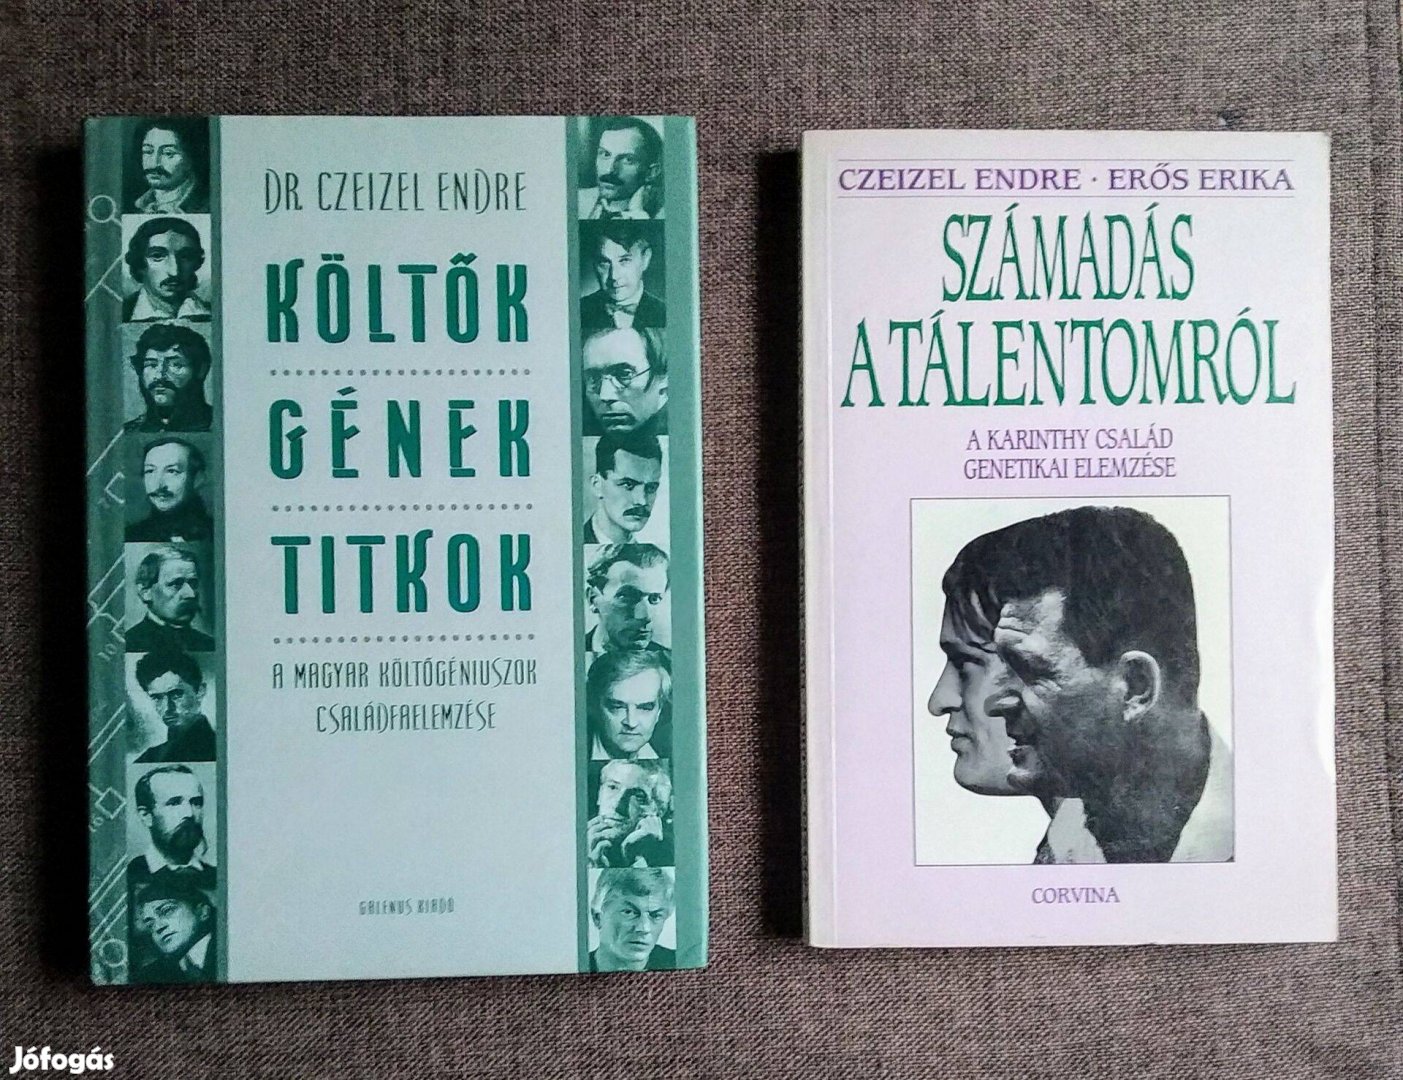 DR. CZEIZEL ENDRE
KÖLTŐK
GÉNEK
TITKOK
A MAGYAR KÖLTŐGÉNIUSZOK
CSALÁDFAELEMZÉSE
GALENUS KIADÓ
CZEIZEL ENDRE · ERŐS ERIKA
SZÁMADÁS
A TÁLENTOMRÓL
A KARINTHY CSALÁD
GENETIKAI ELEMZÉSE
CORVINA
Jófogás